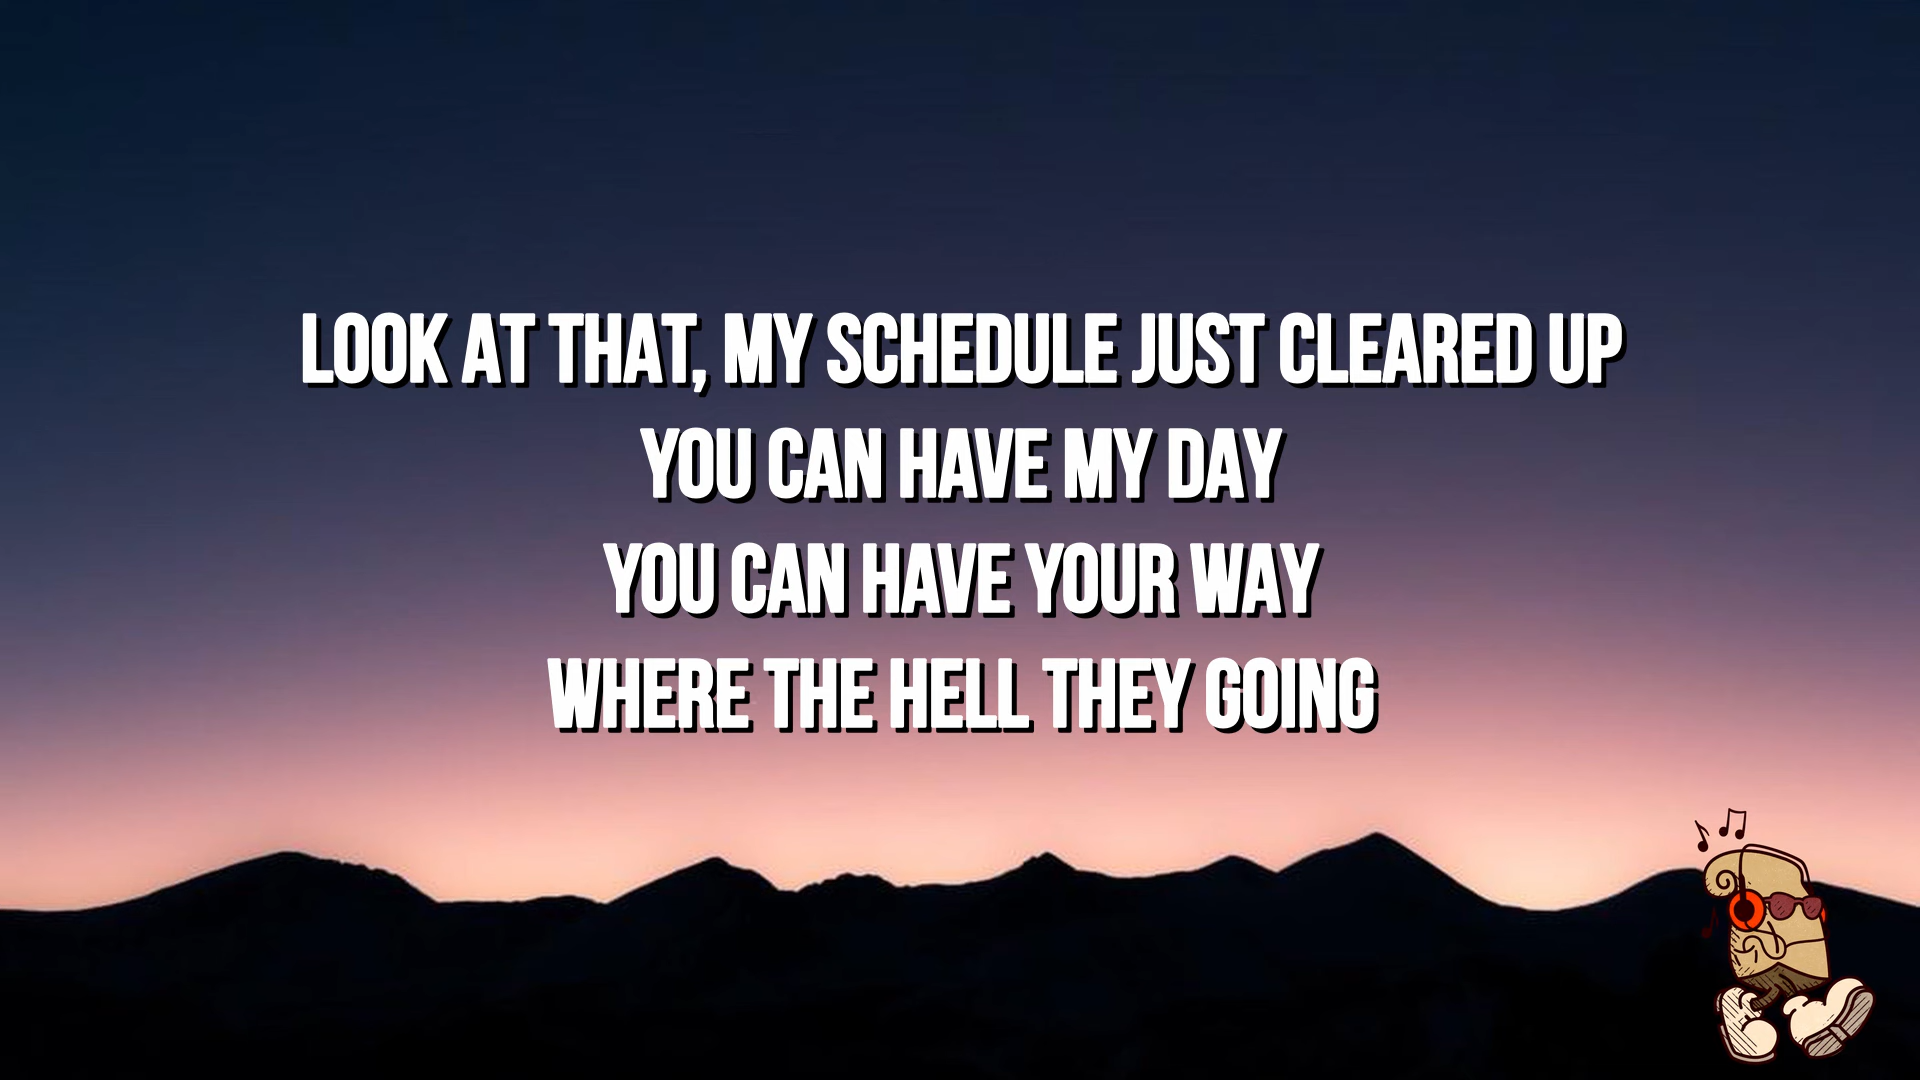 LOOK AT THAT, MY SCHEDULE JUST CLEARED UP
YOU CAN HAVE MY DAY
YOU CAN HAVE YOUR WAY
WHERE THE HELL THEY GOING